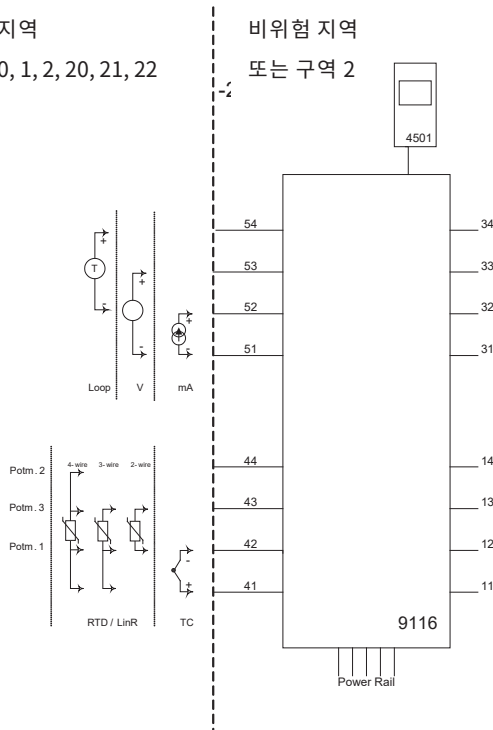 지역
0, 1, 2, 20, 21, 22
비위험 지역
또는 구역 2
4501
54
53
52
51
34
33
32
31
T
+
-
+
-
+
-
Loop
V
mA
44
43
42
41
14
13
12
11
Potm. 2
Potm. 3
Potm. 1
4-wire
3-wire
2-wire
-
+
RTD / LinR
TC
9116
Power Rail